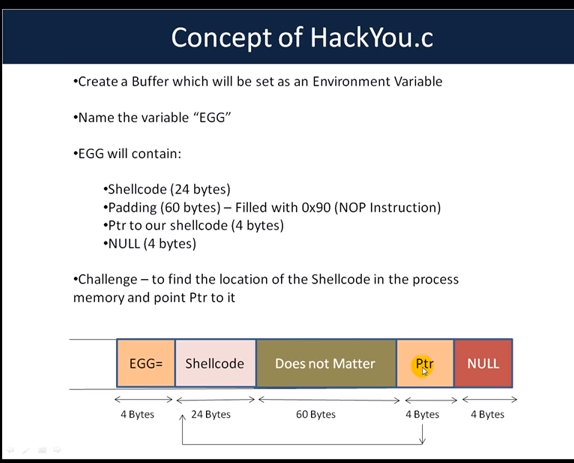 Concept of HackYou.c
•Create a Buffer which will be set as an Environment Variable
•Name the variable “EGG”
•EGG will contain:
•Shellcode (24 bytes)
•Padding (60 bytes) – Filled with 0x90 (NOP Instruction)
•Ptr to our shellcode (4 bytes)
•NULL (4 bytes)
•Challenge – to find the location of the Shellcode in the process
memory and point Ptr to it
EGG= Shellcode Does not Matter Ptr NULL
4 Bytes 24 Bytes 60 Bytes 4 Bytes 4 Bytes